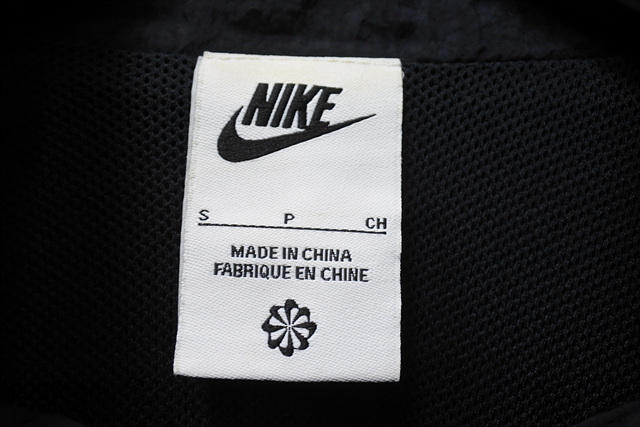 NIKE
S P CH
MADE IN CHINA
FABRIQUE EN CHINE